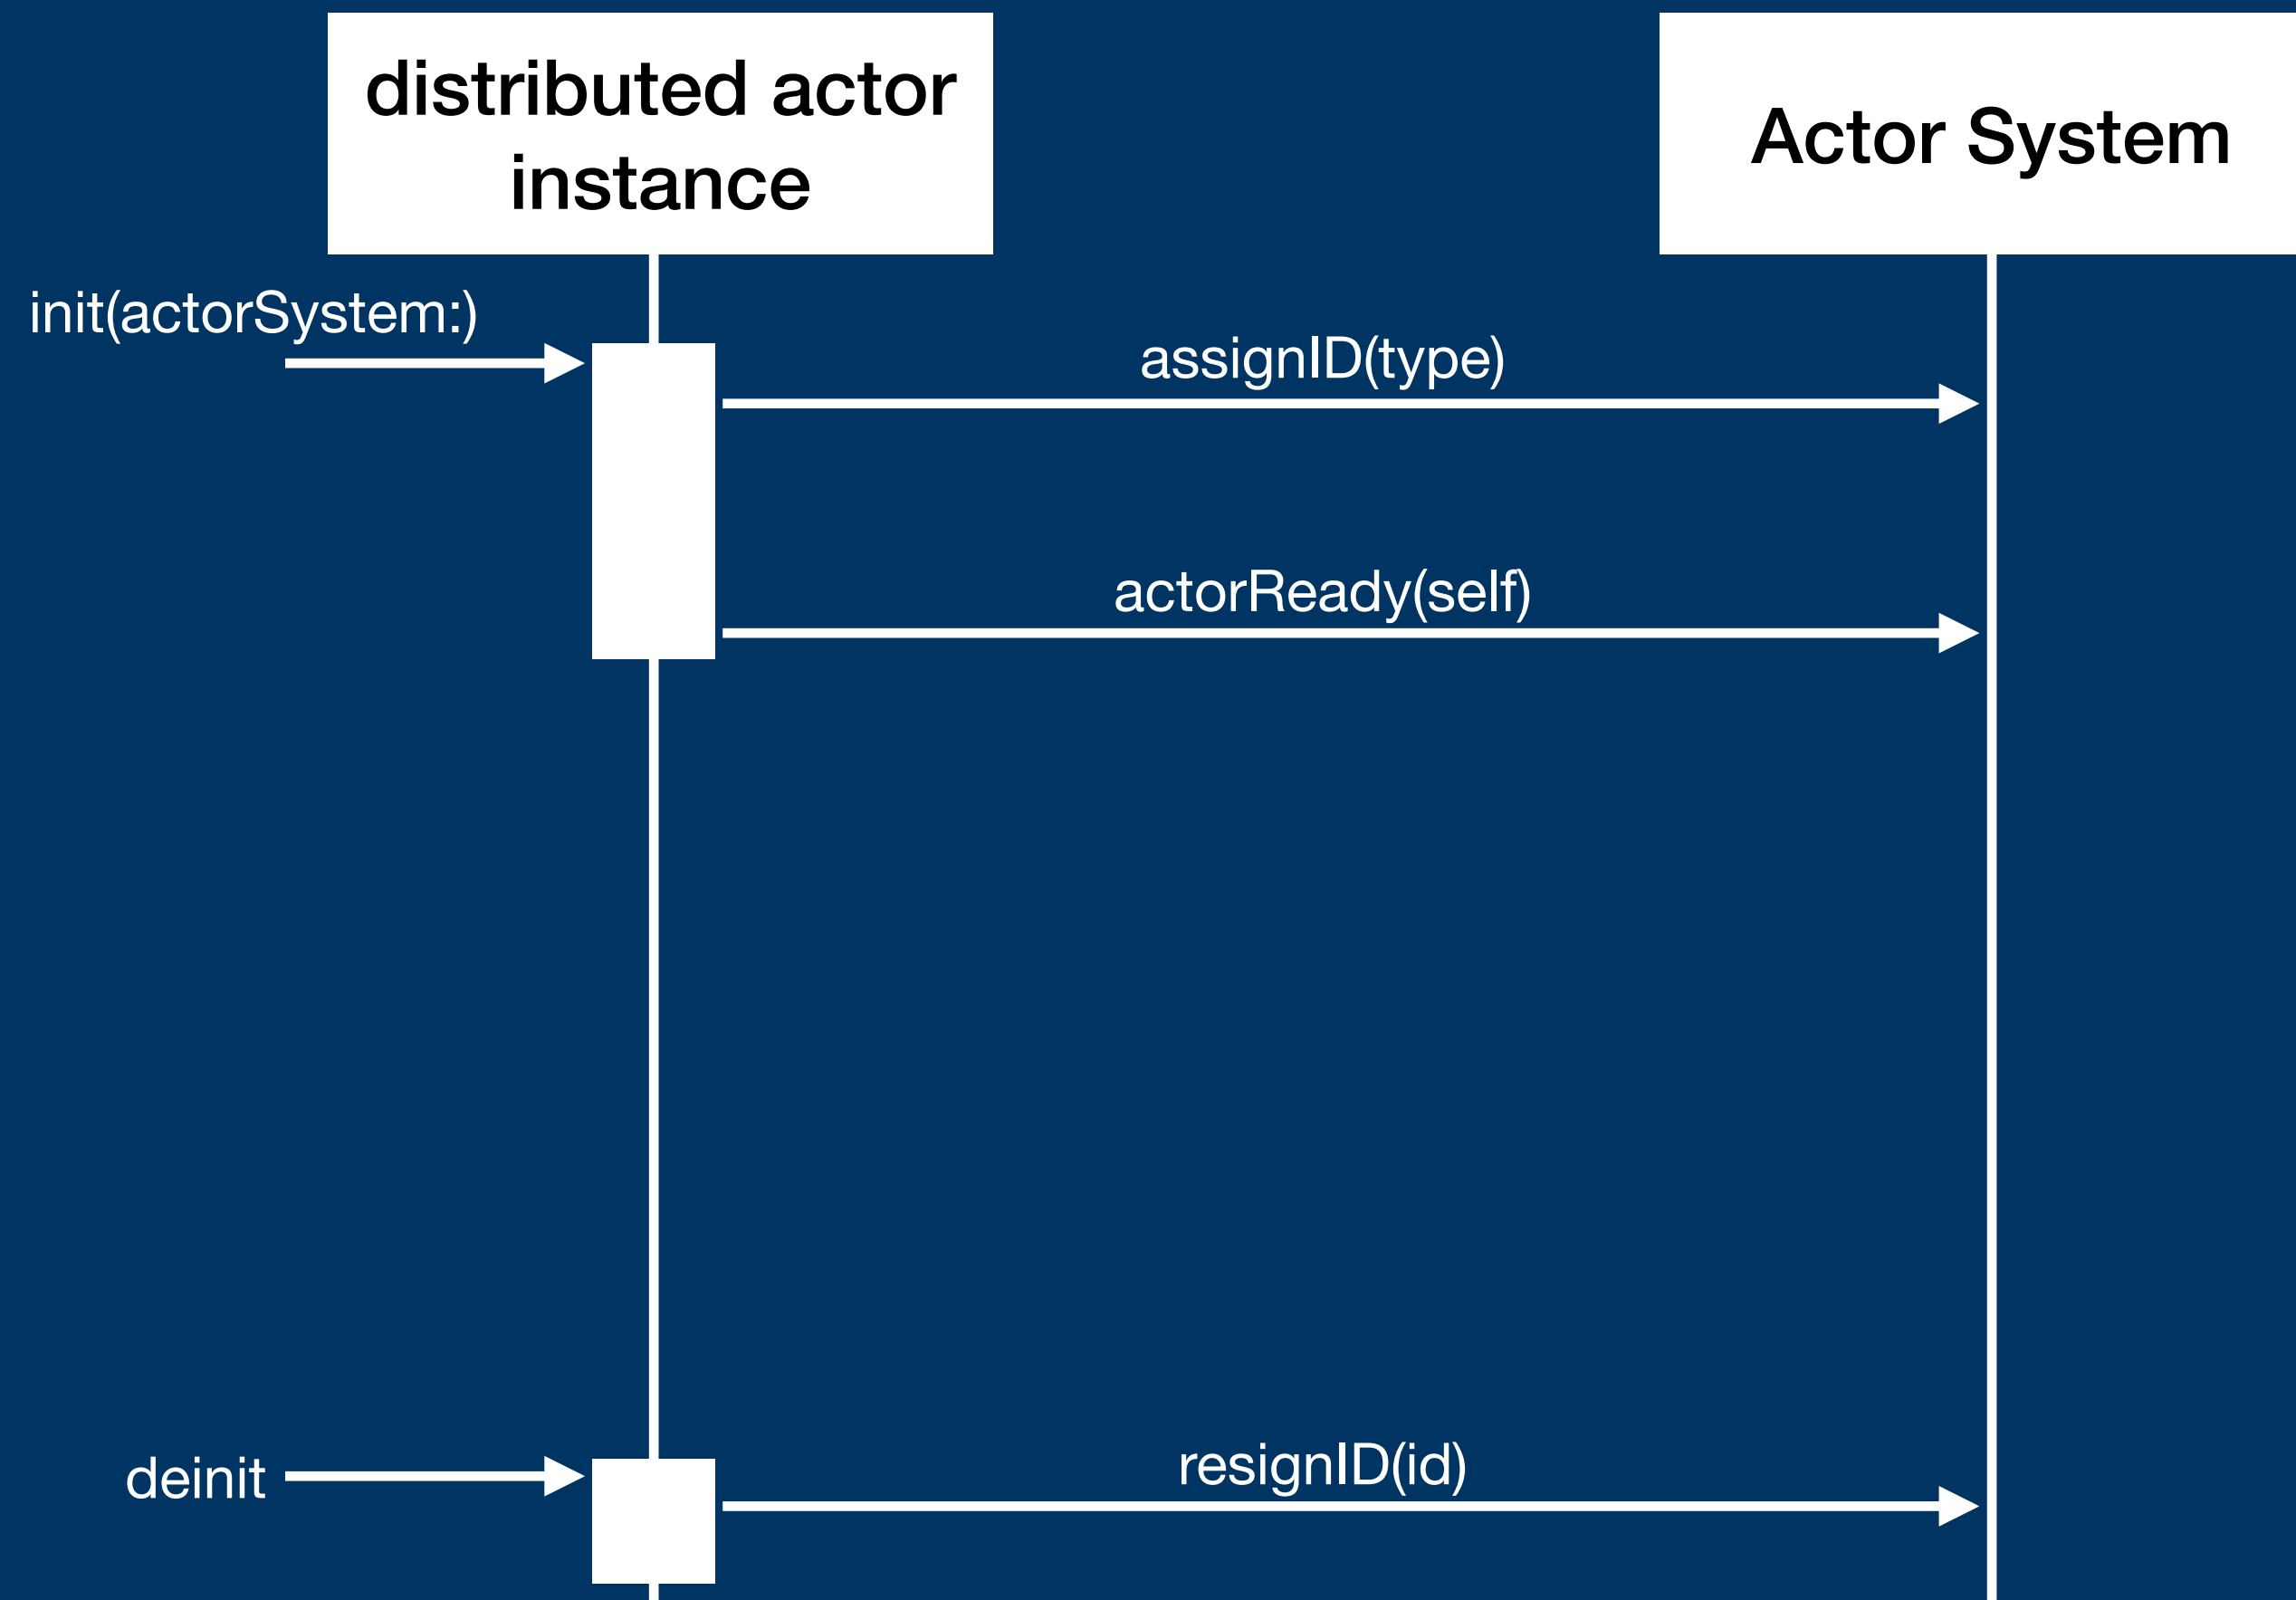 distributed actor
instance
Actor System
init(actorSystem:)
assignID(type)
actorReady(self)
deinit
resignID(id)